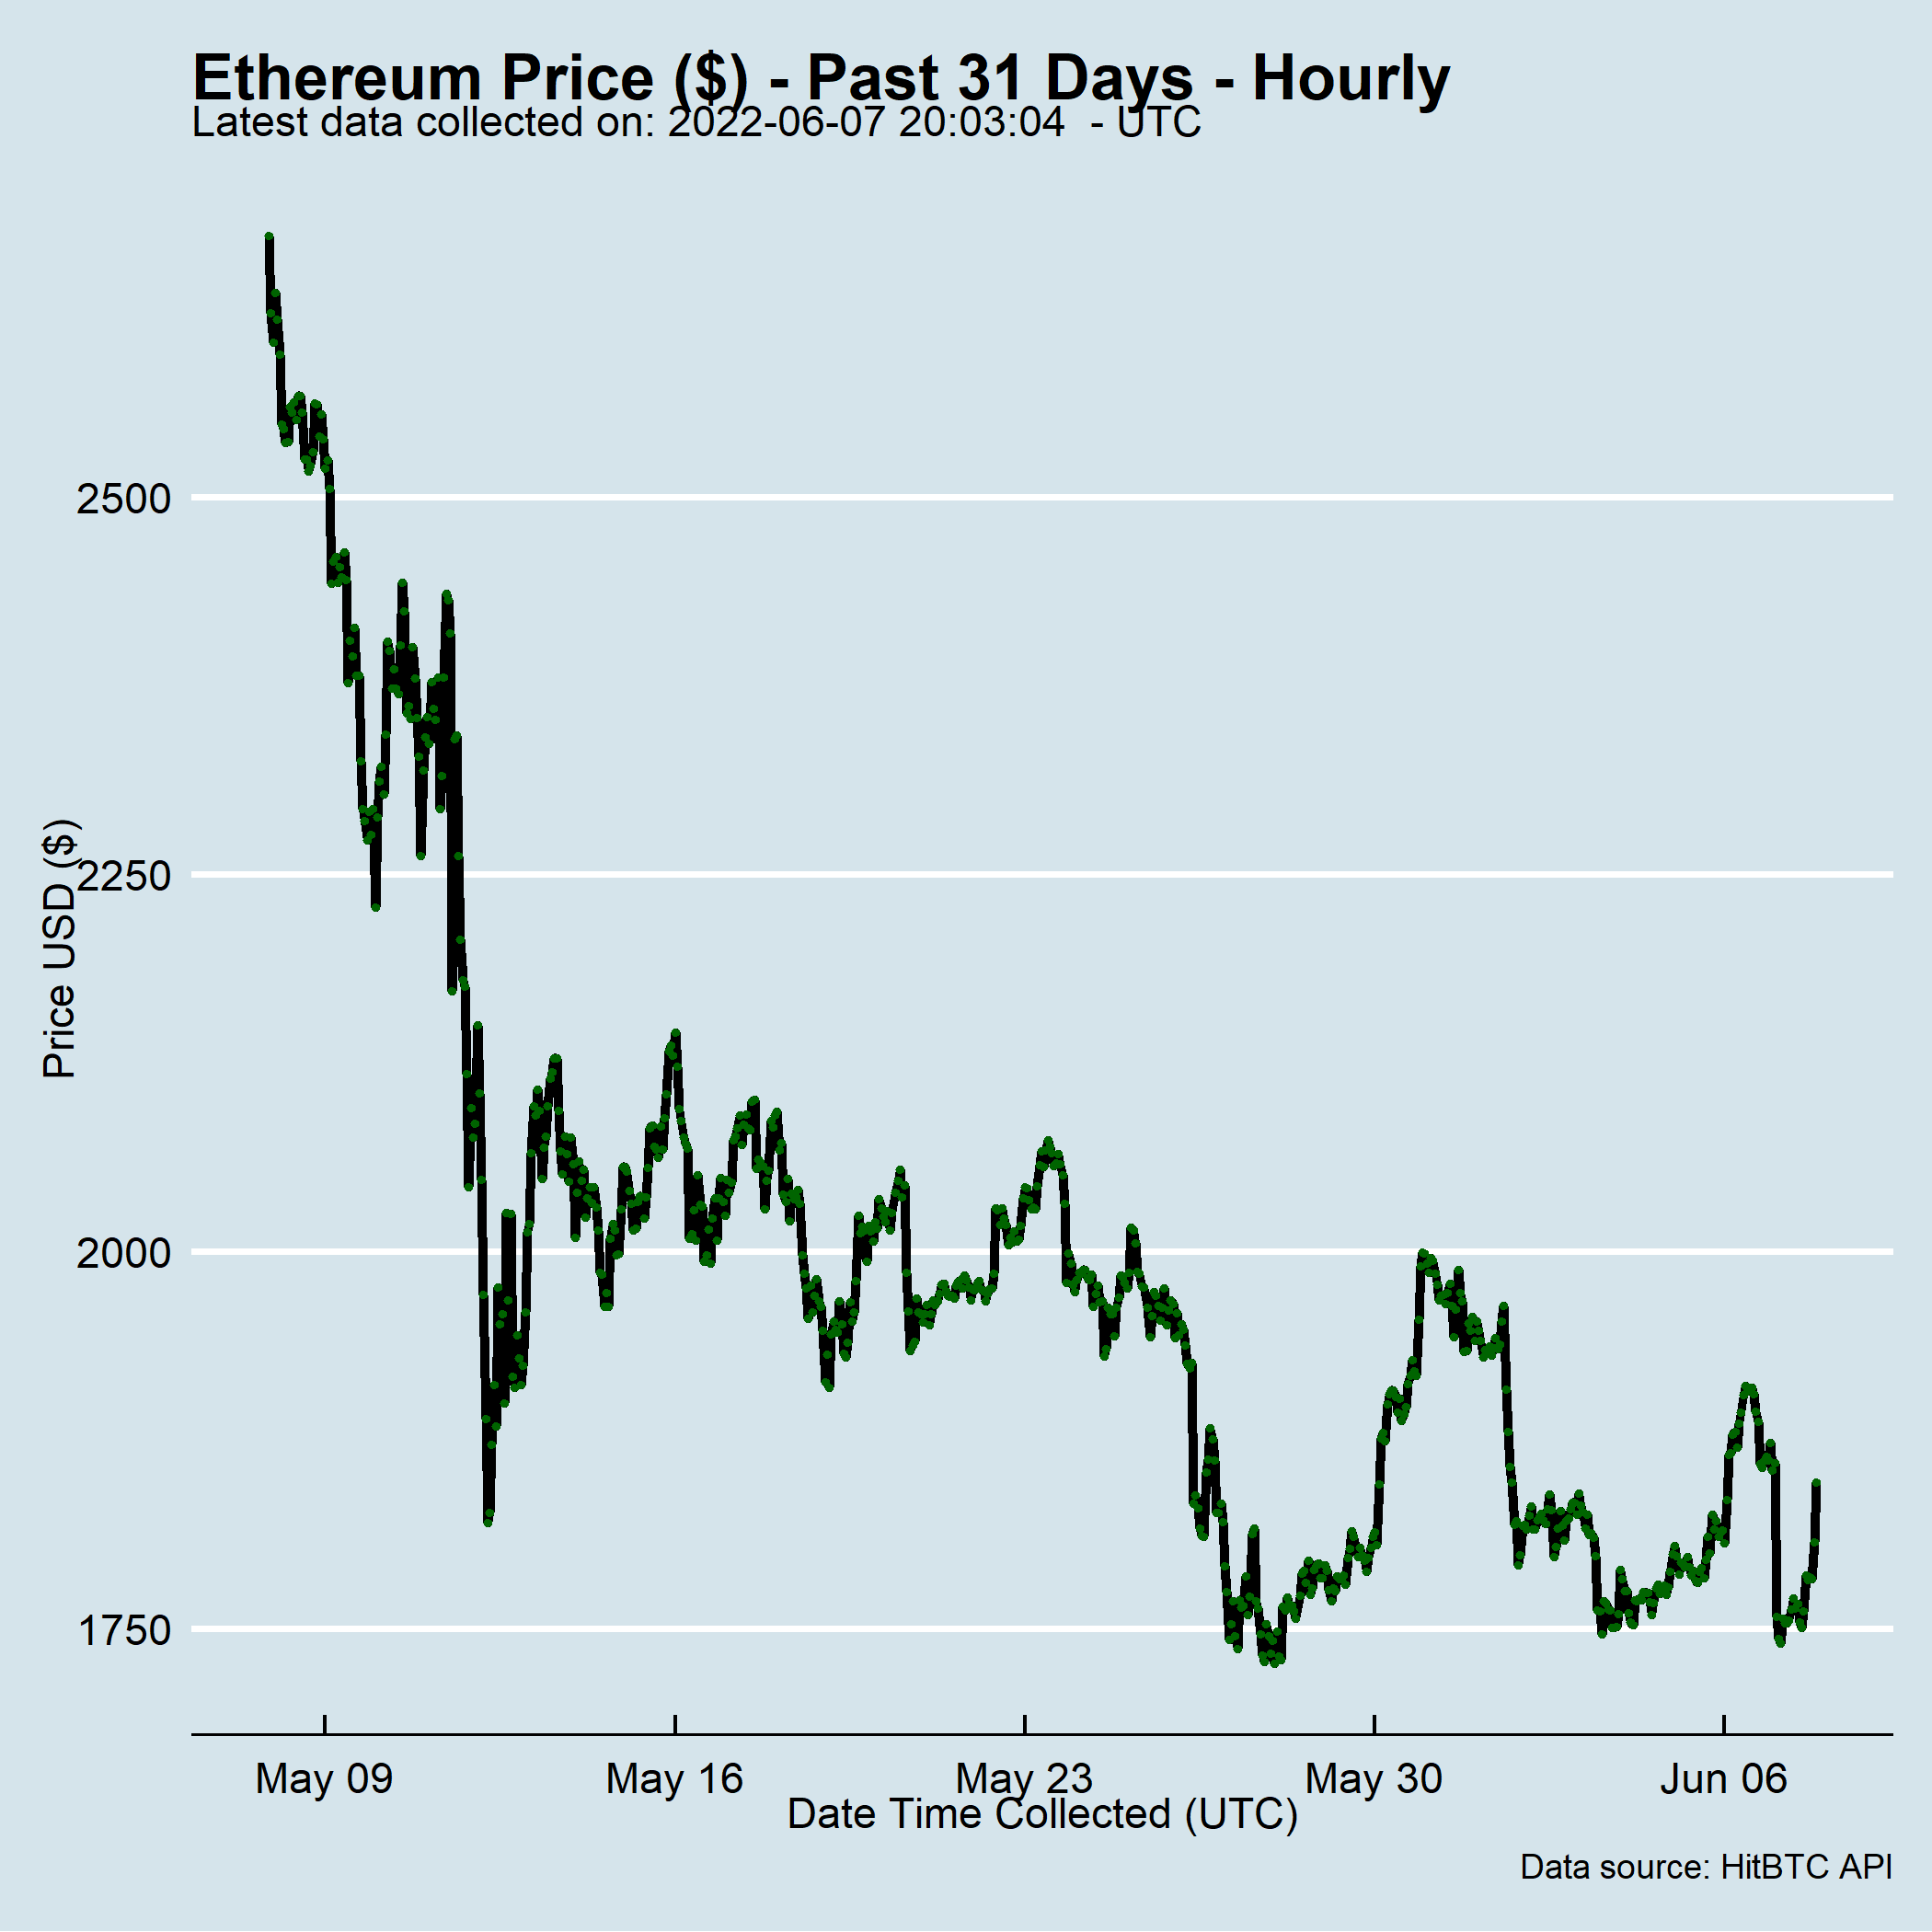 Ethereum Price ($) - Past 31 Days - Hourly
Latest data collected on: 2022-06-07 20:03:04  - UTC
Price USD ($)
2500
2250
2000
1750
May 09
May 16
May 23
May 30
Jun 06
Date Time Collected (UTC)
Data source: HitBTC API